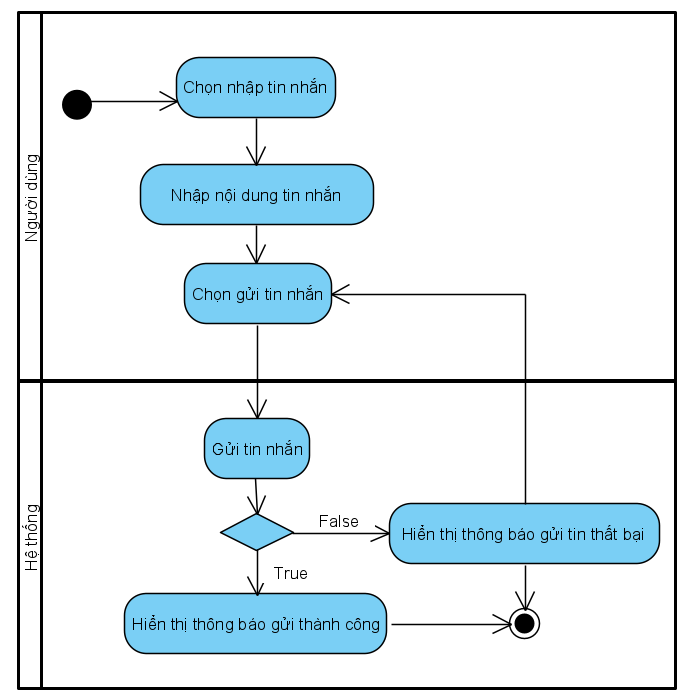 Người dùng
Chọn nhập tin nhắn
Nhập nội dung tin nhắn
Chọn gửi tin nhắn
Hệ thống
Gửi tin nhắn
False
Hiển thị thông báo gửi tin thất bại
True
Hiển thị thông báo gửi thành công